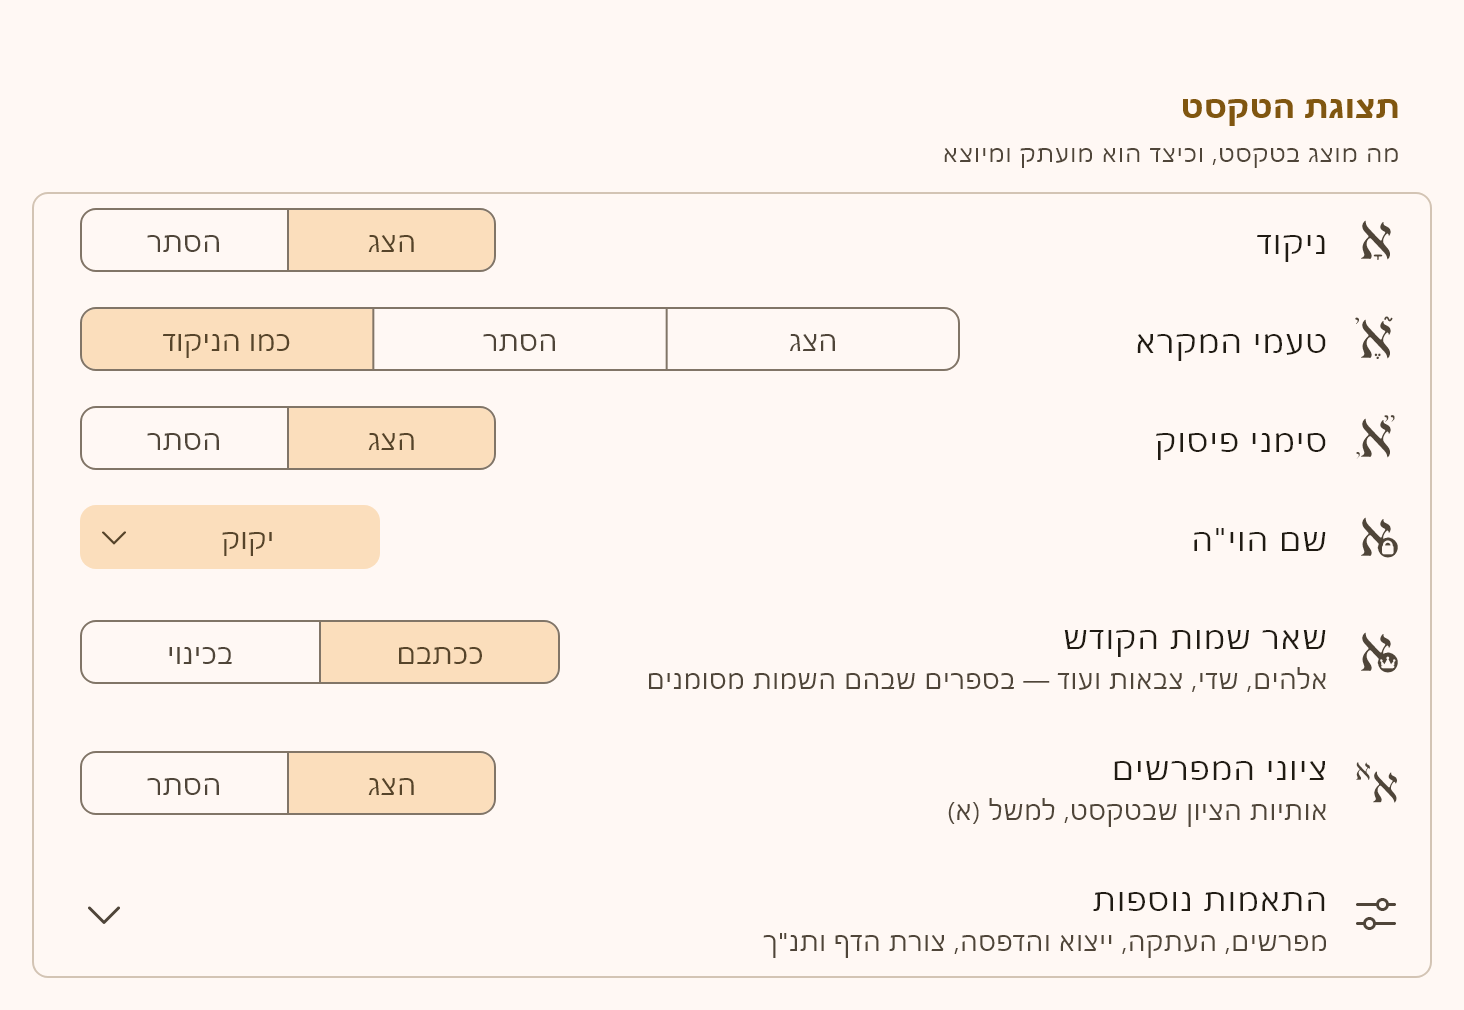 תצוגת הטקסט
מה מוצג בטקסט, וכיצד הוא מועתק ומיוצא
ניקוד
הצג
הסתר
טעמי המקרא
הצג
הסתר
כמו הניקוד
סימני פיסוק
הצג
הסתר
שם הוי"ה
יקוק
שאר שמות הקודש
אלהים, שדי, צבאות ועוד — בספרים שבהם השמות מסומנים
ככתבם
בכינוי
ציוני המפרשים
אותיות הציון שבטקסט, למשל (א)
הצג
הסתר
התאמות נוספות
מפרשים, העתקה, ייצוא והדפסה, צורת הדף ותנ"ך